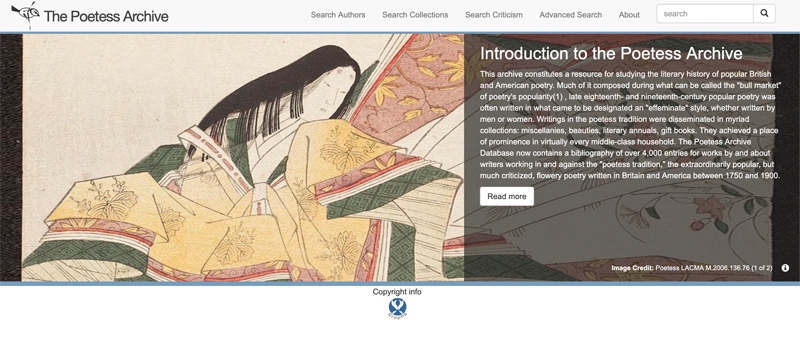 The Poetess Archive
Search Authors Search Collections Search Criticism Advanced Search About search
Introduction to the Poetess Archive
This archive constitutes a resource for studying the literary history of popular British
and American poetry. Much of it composed during what can be called the "bull market"
of poetry's popularity(1) , late eighteenth- and nineteenth-century popular poetry was
often written in what came to be designated an "effeminate" style, whether written by
men or women. Writings in the poetess tradition were disseminated in myriad
collections: miscellanies, beauties, literary annuals, gift books. They achieved a place
of prominence in virtually every middle-class household. The Poetess Archive
Database now contains a bibliography of over 4,000 entries for works by and about
writers working in and against the "poetess tradition," the extraordinarily popular, but
much criticized, flowery poetry written in Britain and America between 1750 and 1900.
Read more
Image Credit: Poetess LACMA M.2006.136.76 (1 of 2)
Copyright info